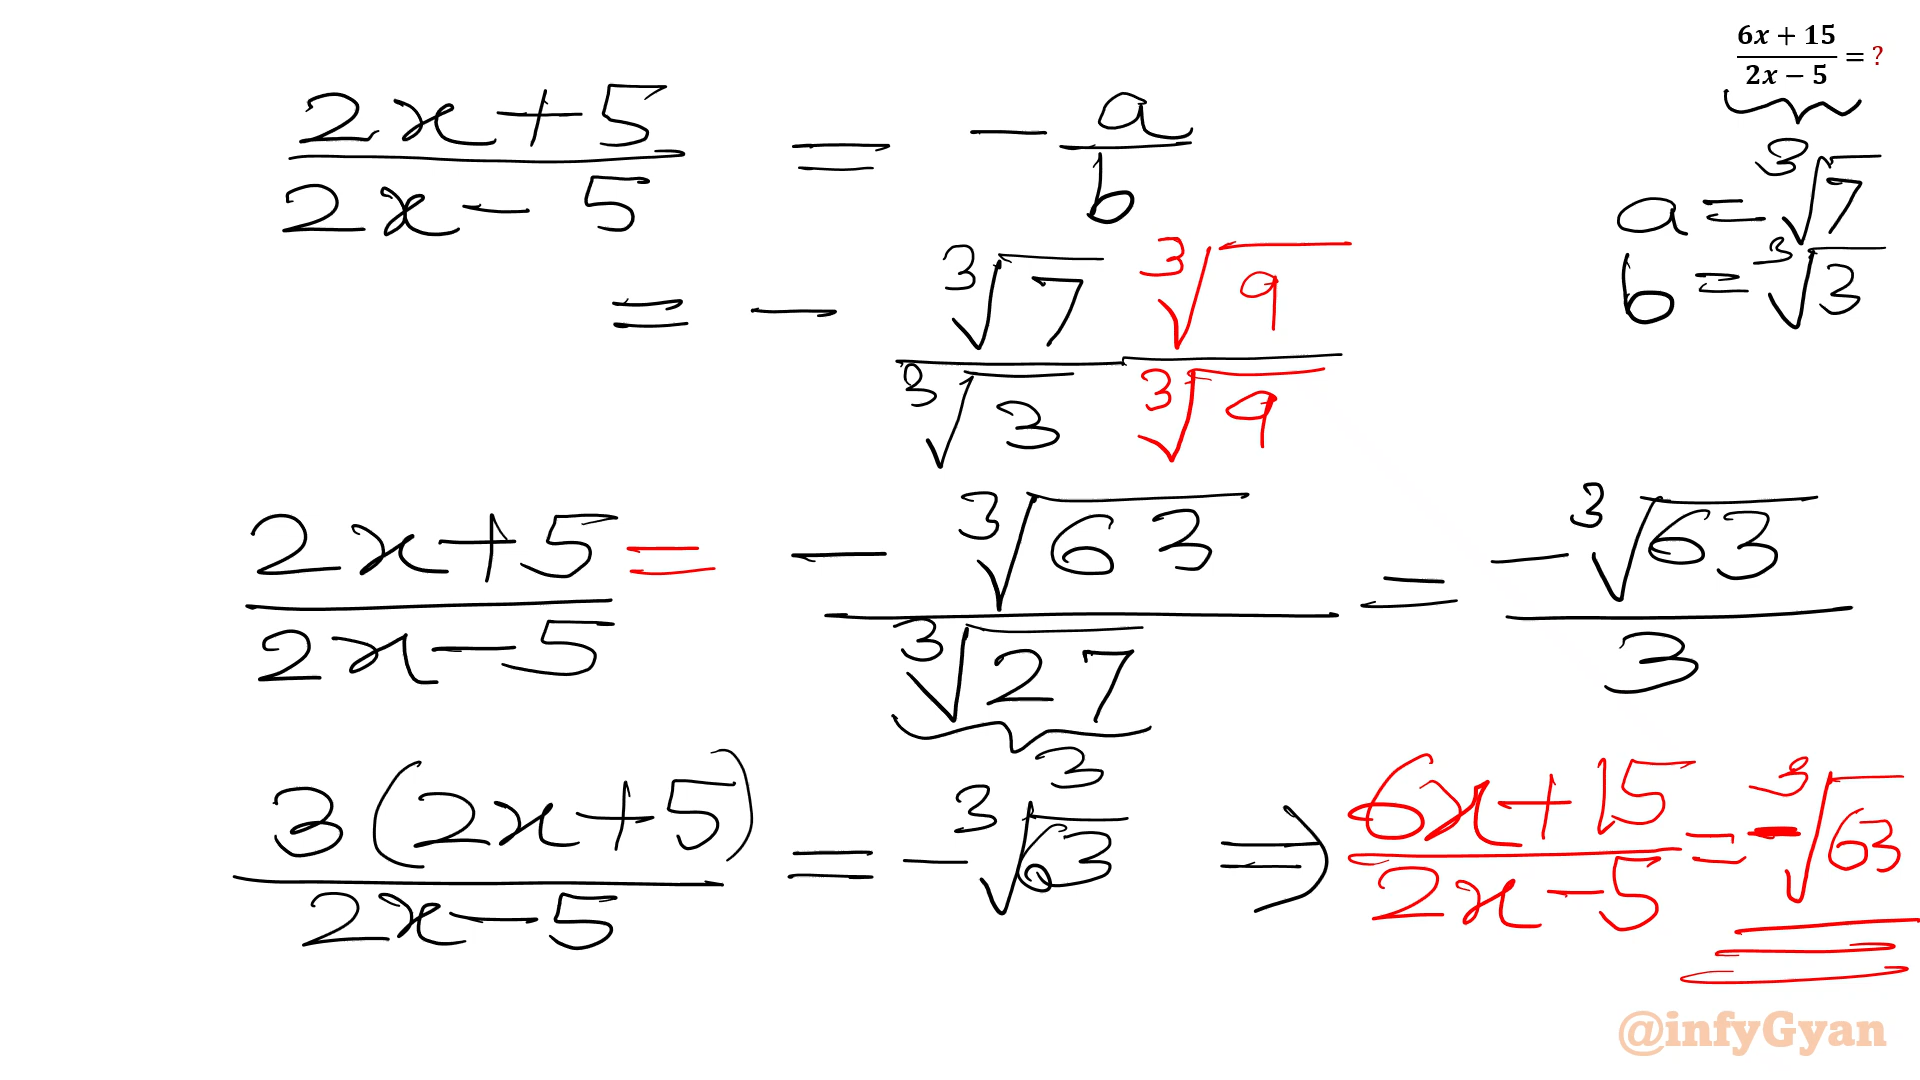 (6x + 15)/(2x − 5) = ?
(2x+5)/(2x−5) = −a/b
a = ∛7
b = ∛3
= − (∛7 ∛9)/(∛3 ∛9)
(2x+5)/(2x−5) = −∛63/∛27 = −∛63/3
3
3(2x+5)/(2x−5) = −∛63 ⇒ (6x+15)/(2x−5) = −∛63
@infyGyan